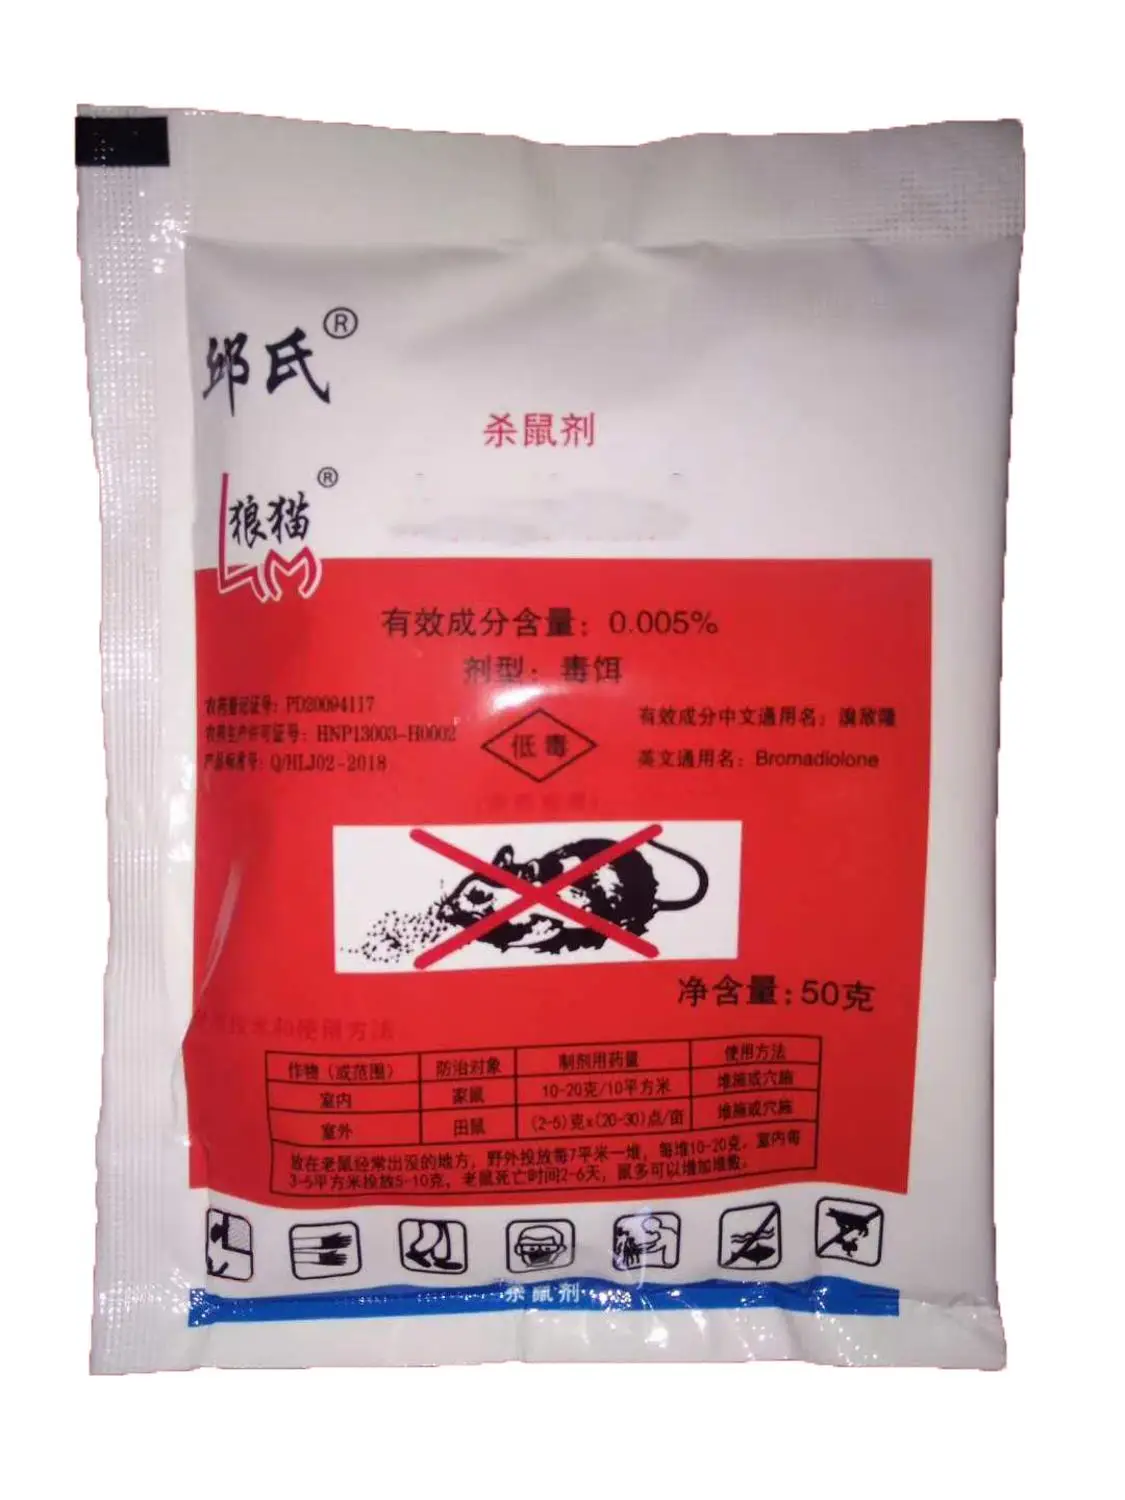 邱氏®
杀鼠剂
狼猫®
LM
有效成分含量：0.005%
剂型：毒饵
农药登记证号：PD20094117
农药生产许可证号：HNP13003-H0002
产品标准号：Q/HLJ02-2018
低毒
有效成分中文通用名：溴敌隆
英文通用名：Bromadiolone
净含量：50克
技术和使用方法
作物（或范围） 防治对象 制剂用药量 使用方法
室内 家鼠 10-20克/10平方米 堆施或穴施
室外 田鼠 (2-5)克x(20-30)点/亩 堆施或穴施
放在老鼠经常出没的地方，野外投放每7平米一堆，每堆10-20克，室内每
3-5平方米投放5-10克，老鼠死亡时间2-6天，鼠多可以增加堆数。
杀鼠剂